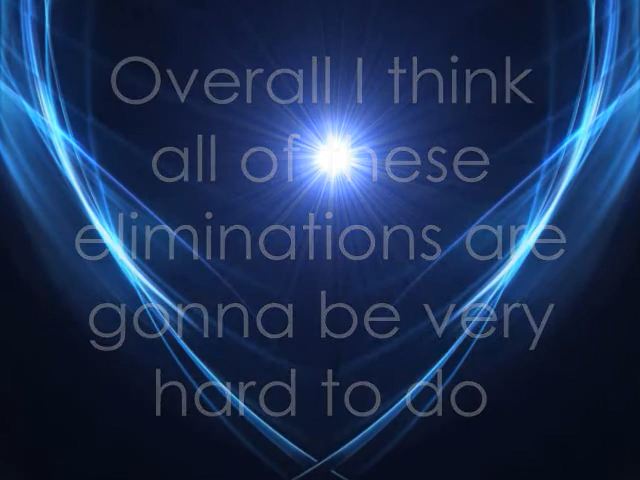 Overall I think
all of these
eliminations are
gonna be very
hard to do